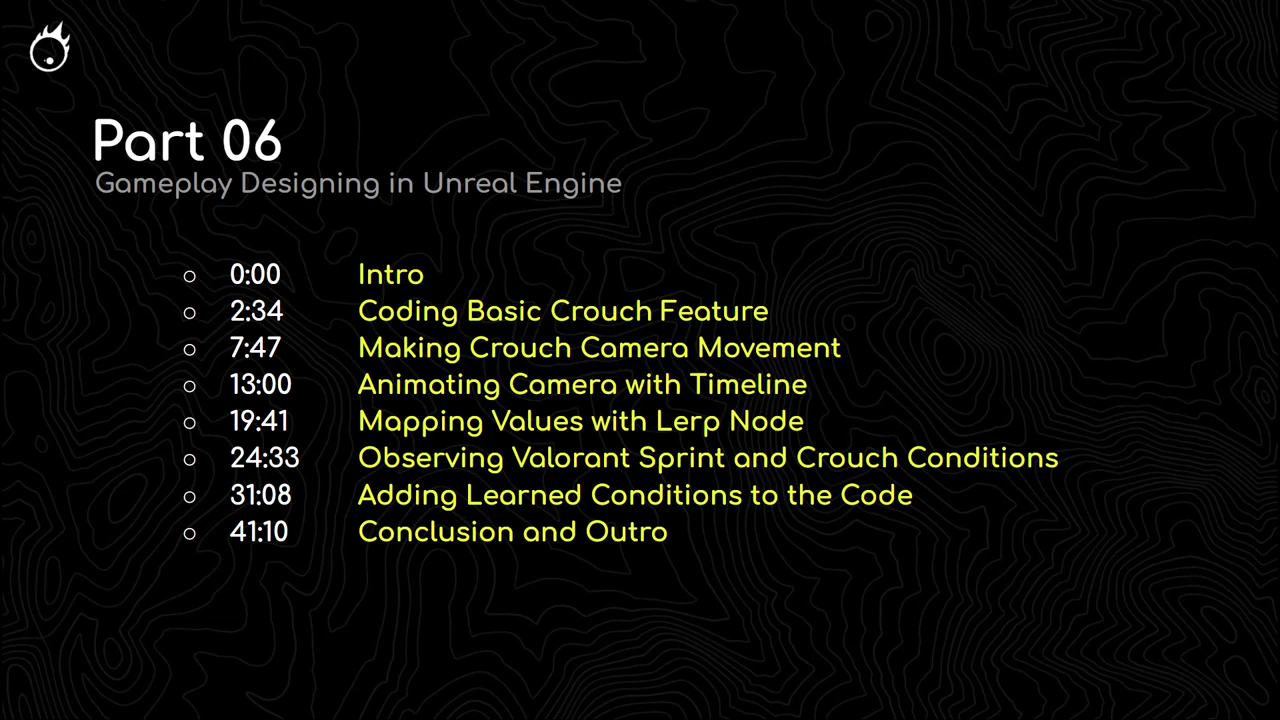 Part 06
Gameplay Designing in Unreal Engine
0:00 Intro
2:34 Coding Basic Crouch Feature
7:47 Making Crouch Camera Movement
13:00 Animating Camera with Timeline
19:41 Mapping Values with Lerp Node
24:33 Observing Valorant Sprint and Crouch Conditions
31:08 Adding Learned Conditions to the Code
41:10 Conclusion and Outro